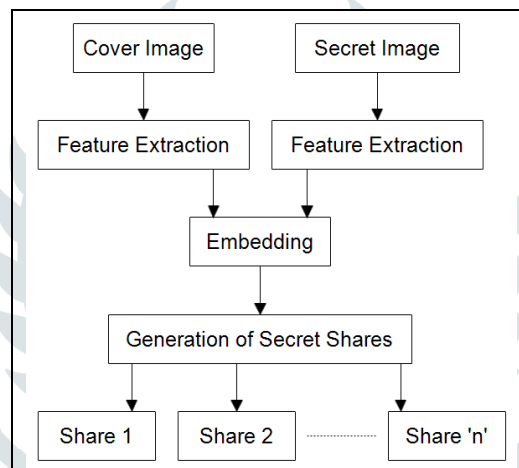 Cover Image
Secret Image
Feature Extraction
Feature Extraction
Embedding
Generation of Secret Shares
Share 1
Share 2
Share 'n'